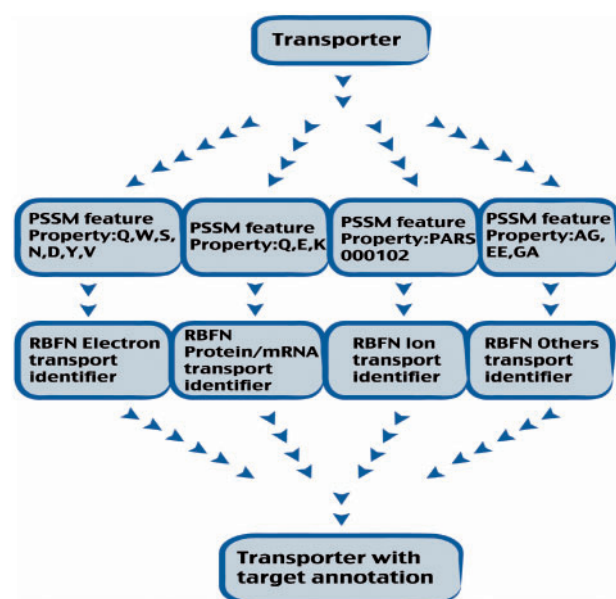 Transporter
PSSM feature
Property:Q,W,S,
N,D,Y,V
PSSM feature
Property:Q,E,K
PSSM feature
Property:PARS
000102
PSSM feature
Property:AG,
EE,GA
RBFN Electron
transport
identifier
RBFN
Protein/mRNA
transport
identifier
RBFN Ion
transport
identifier
RBFN Others
transport
identifier
Transporter with
target annotation